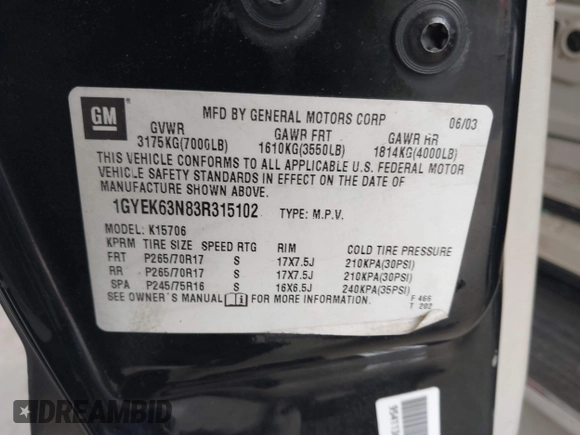 GM
MFD BY GENERAL MOTORS CORP 06/03
GVWR GAWR FRT GAWR RR
3175KG(7000LB) 1610KG(3550LB) 1814KG(4000LB)
THIS VEHICLE CONFORMS TO ALL APPLICABLE U.S. FEDERAL MOTOR
VEHICLE SAFETY STANDARDS IN EFFECT ON THE DATE OF
MANUFACTURE SHOWN ABOVE.
1GYEK63N83R315102 TYPE: M.P.V.
MODEL: K15706 COLD TIRE PRESSURE
KPRM TIRE SIZE SPEED RTG RIM
FRT P265/70R17 S 17X7.5J 210KPA(30PSI)
RR P265/70R17 S 17X7.5J 210KPA(30PSI)
SPA P245/75R16 S 16X6.5J 240KPA(35PSI)
SEE OWNER'S MANUAL FOR MORE INFORMATION. F 466
T 202
DREAMBID